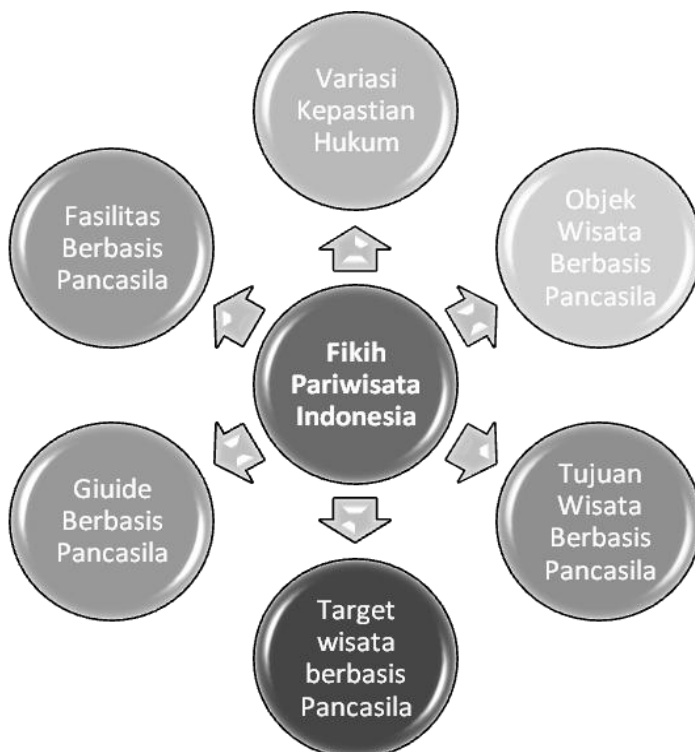 Variasi
Kepastian
Hukum
Fasilitas
Berbasis
Pancasila
Objek
Wisata
Berbasis
Pancasila
Fikih
Pariwisata
Indonesia
Giuide
Berbasis
Pancasila
Tujuan
Wisata
Berbasis
Pancasila
Target
wisata
berbasis
Pancasila